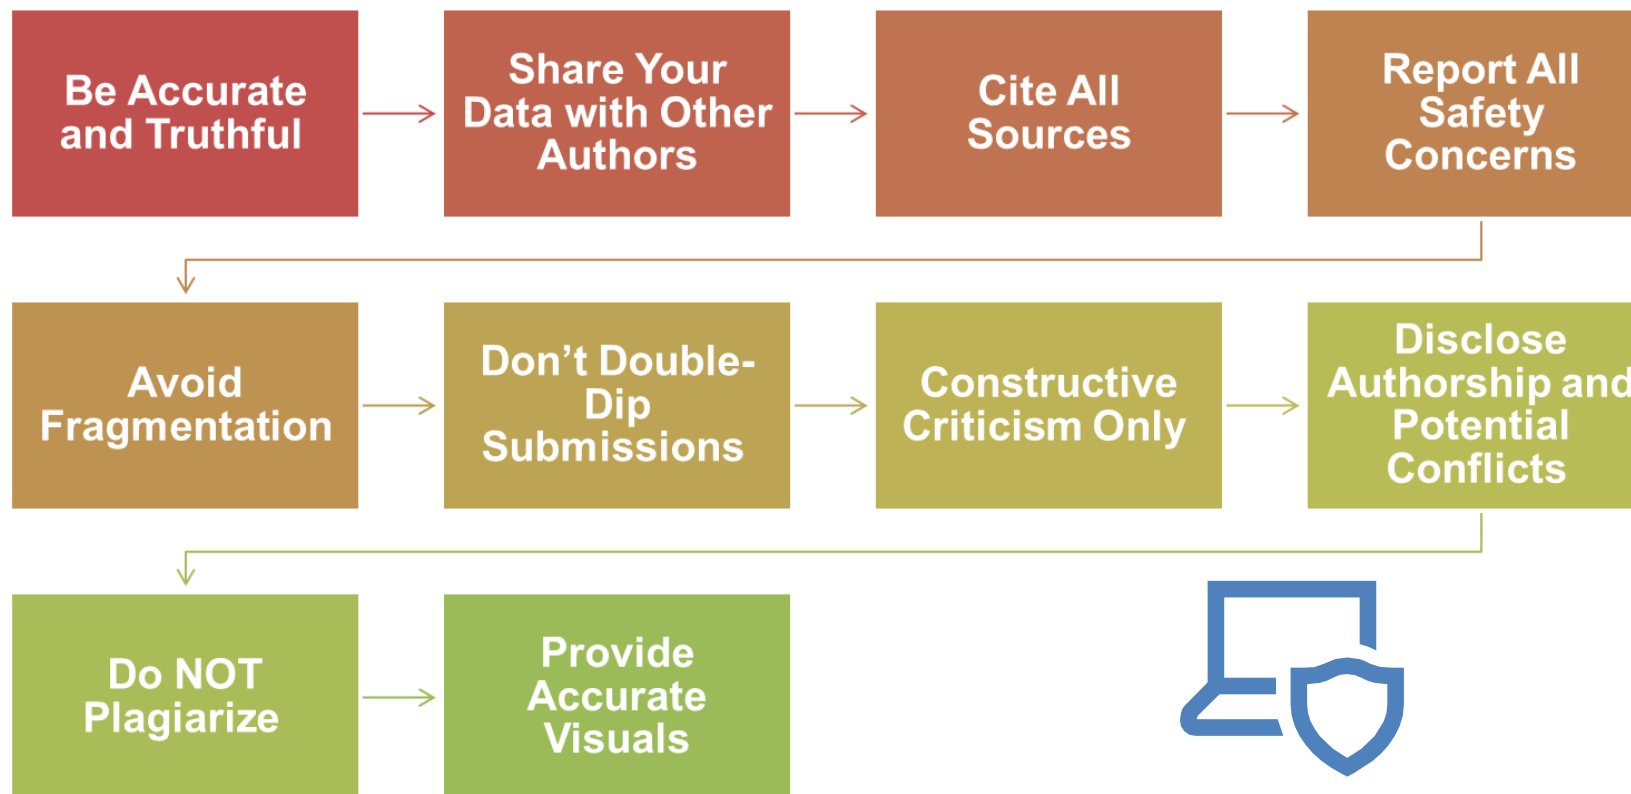 Be Accurate
and Truthful
Share Your
Data with Other
Authors
Cite All
Sources
Report All
Safety
Concerns
Avoid
Fragmentation
Don’t Double-
Dip
Submissions
Constructive
Criticism Only
Disclose
Authorship and
Potential
Conflicts
Do NOT
Plagiarize
Provide
Accurate
Visuals